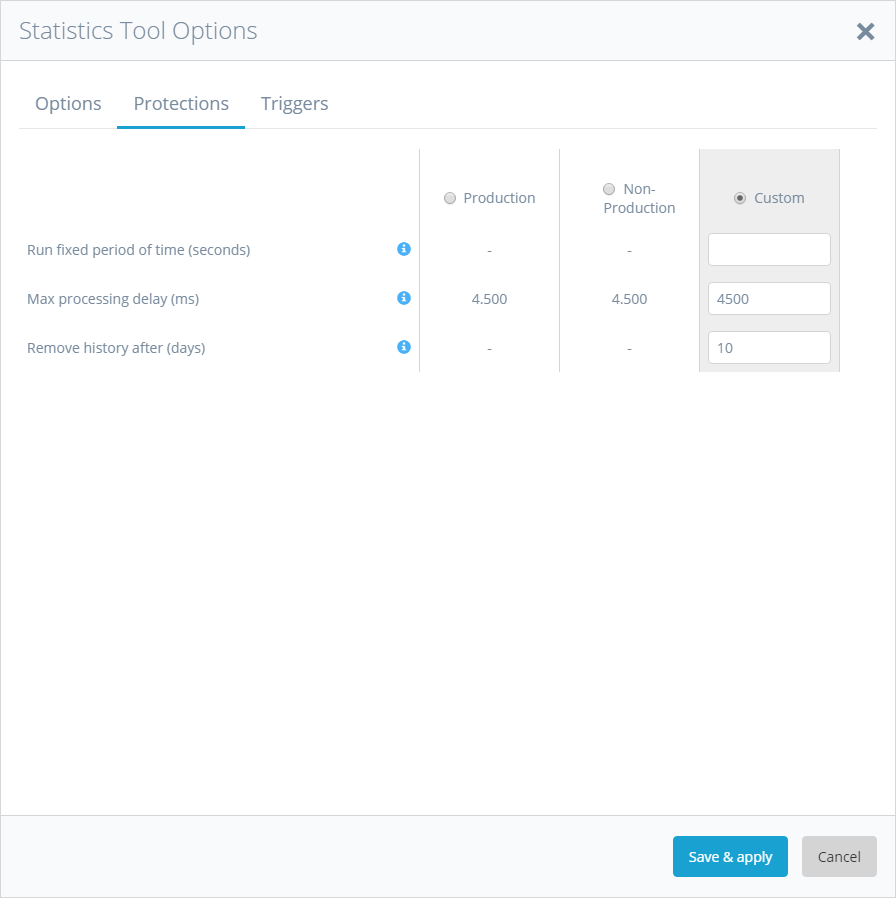 Statistics Tool Options
Options Protections Triggers
Production Non-Production Custom
Run fixed period of time (seconds) - -
Max processing delay (ms) 4.500 4.500 4500
Remove history after (days) - - 10
Save & apply Cancel